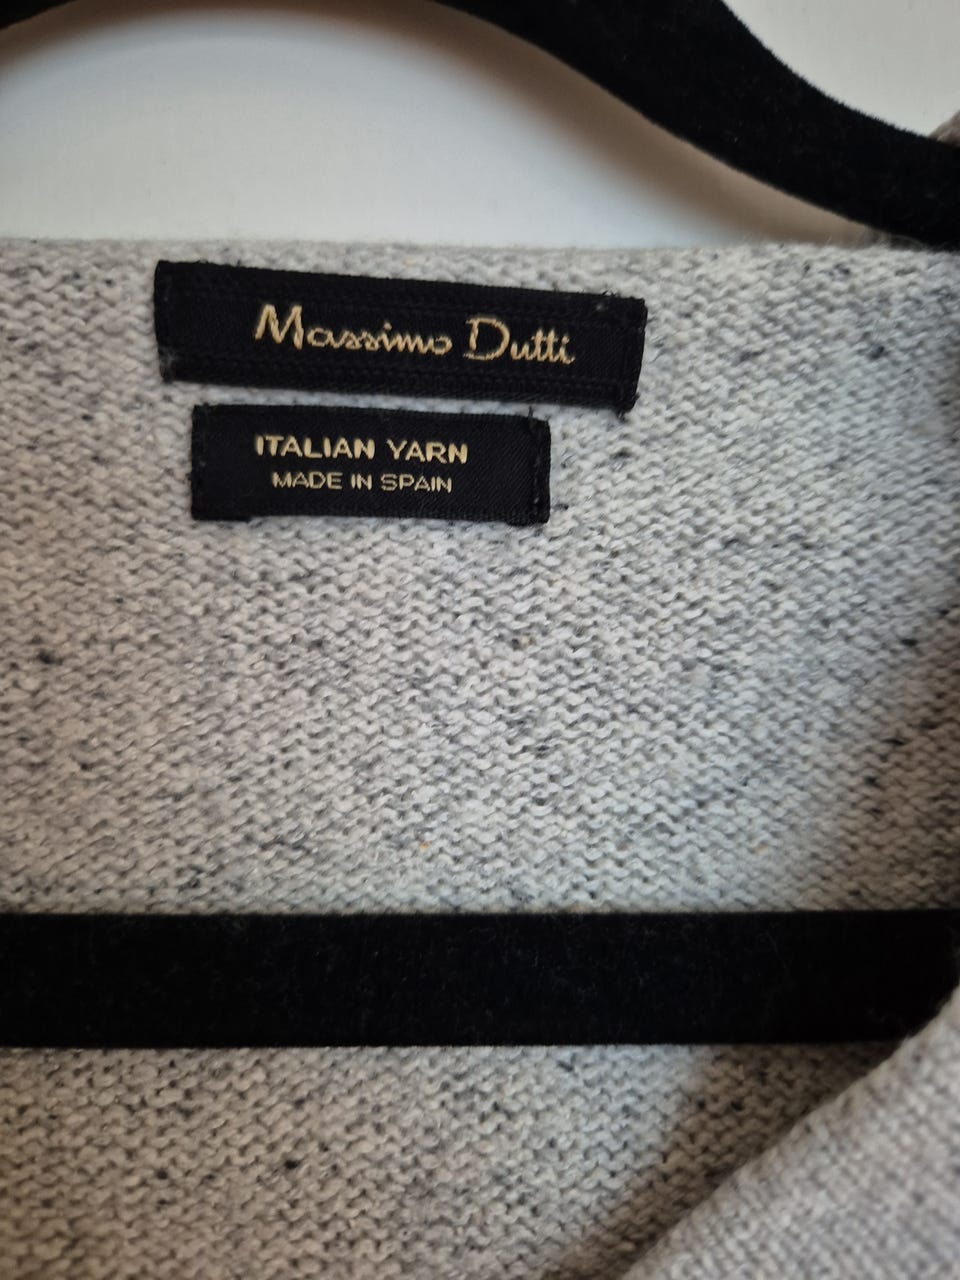 Massimo Dutti
ITALIAN YARN
MADE IN SPAIN